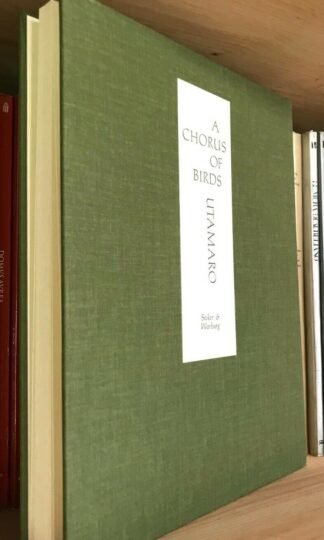 A
CHORUS
OF
BIRDS
UTAMARO
Secker &
Warburg